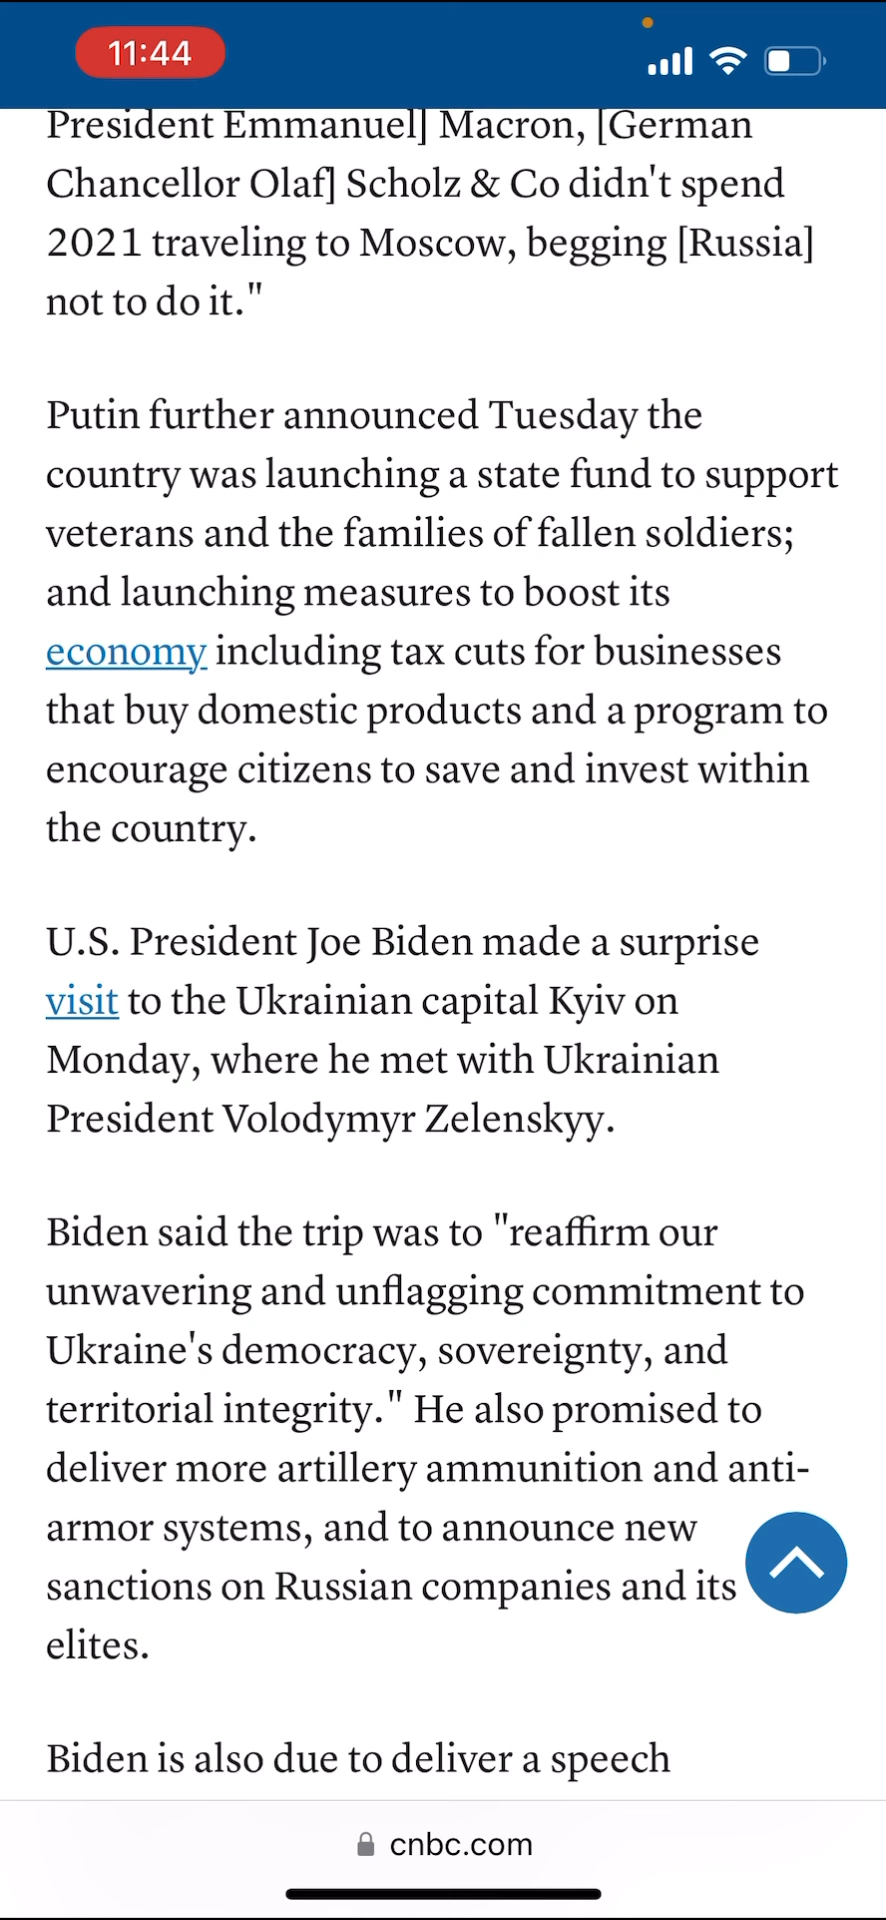 11:44
President Emmanuel] Macron, [German
Chancellor Olaf] Scholz & Co didn't spend
2021 traveling to Moscow, begging [Russia]
not to do it."
Putin further announced Tuesday the
country was launching a state fund to support
veterans and the families of fallen soldiers;
and launching measures to boost its
economy including tax cuts for businesses
that buy domestic products and a program to
encourage citizens to save and invest within
the country.
U.S. President Joe Biden made a surprise
visit to the Ukrainian capital Kyiv on
Monday, where he met with Ukrainian
President Volodymyr Zelenskyy.
Biden said the trip was to "reaffirm our
unwavering and unflagging commitment to
Ukraine's democracy, sovereignty, and
territorial integrity." He also promised to
deliver more artillery ammunition and anti-
armor systems, and to announce new
sanctions on Russian companies and its
elites.
Biden is also due to deliver a speech
cnbc.com